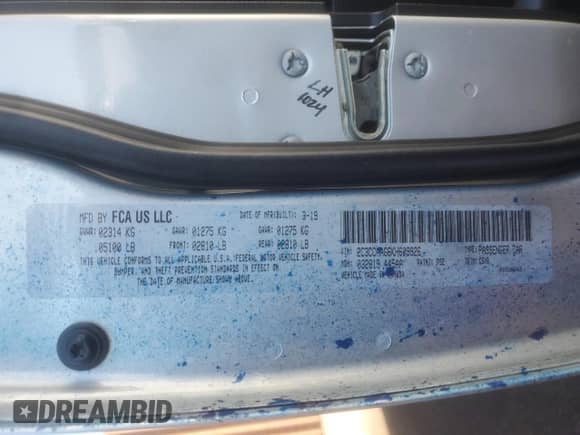 LH
1024
MFD BY FCA US LLC
DATE OF MFR(BUILT): 3-19
GVWR: 02314 KG GAWR: 01275 KG GAWR: 01275 KG
05100 LB FRONT: 02810 LB REAR: 02810 LB
THIS VEHICLE CONFORMS TO ALL APPLICABLE U.S.A. FEDERAL MOTOR VEHICLE SAFETY,
BUMPER, AND THEFT PREVENTION STANDARDS IN EFFECT ON
THE DATE OF MANUFACTURE SHOWN ABOVE.
TYPE: PASSENGER CAR
MDH: 032819
VEHICLE MADE IN
DREAMBID